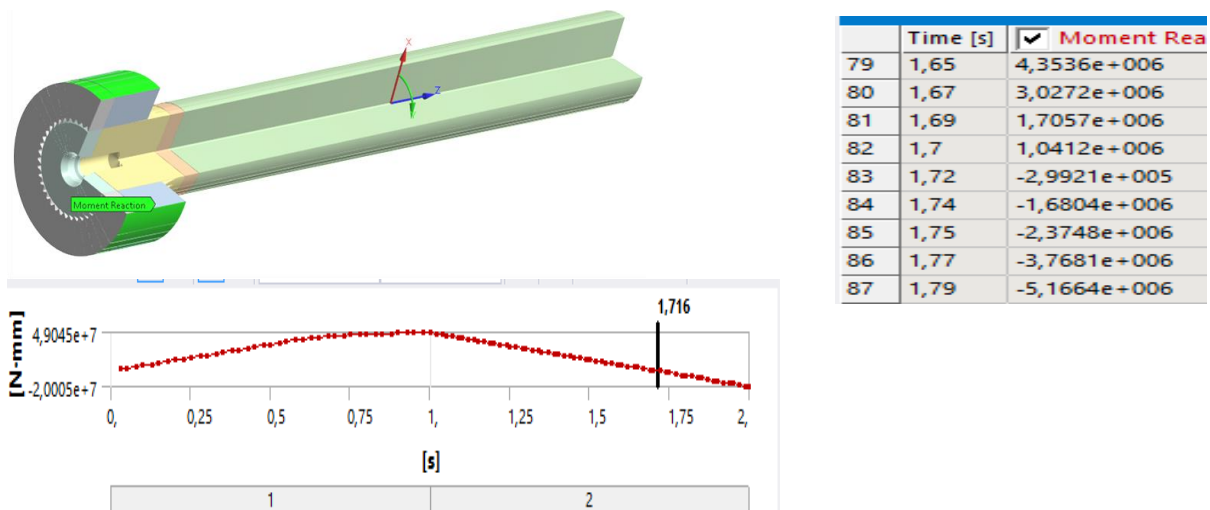 X
Z
Moment Reaction
Time [s] Moment Rea
79 1,65 4,3536e+006
80 1,67 3,0272e+006
81 1,69 1,7057e+006
82 1,7 1,0412e+006
83 1,72 -2,9921e+005
84 1,74 -1,6804e+006
85 1,75 -2,3748e+006
86 1,77 -3,7681e+006
87 1,79 -5,1664e+006
1,716
[N-mm]
4,9045e+7
-2,0005e+7
0, 0,25 0,5 0,75 1, 1,25 1,5 1,75 2,
[s]
1 2